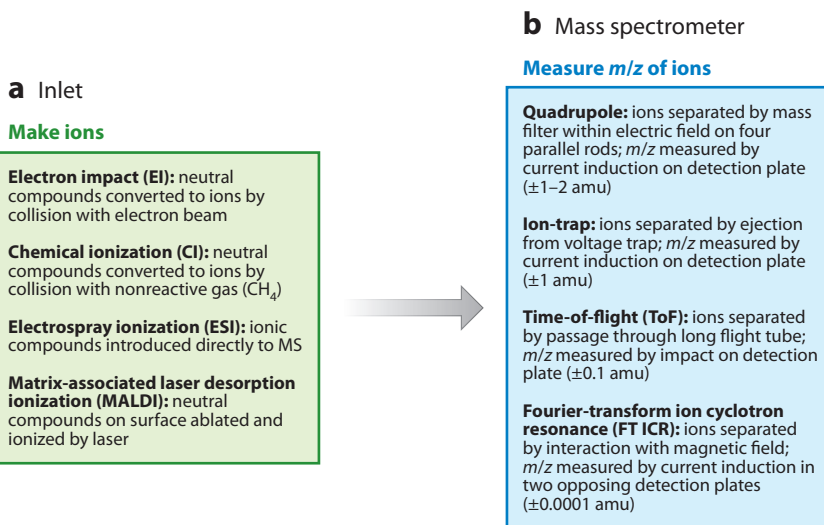 a Inlet
Make ions
Electron impact (EI): neutral
compounds converted to ions by
collision with electron beam
Chemical ionization (CI): neutral
compounds converted to ions by
collision with nonreactive gas (CH₄)
Electrospray ionization (ESI): ionic
compounds introduced directly to MS
Matrix-associated laser desorption
ionization (MALDI): neutral
compounds on surface ablated and
ionized by laser
b Mass spectrometer
Measure m/z of ions
Quadrupole: ions separated by mass
filter within electric field on four
parallel rods; m/z measured by
current induction on detection plate
(±1–2 amu)
Ion-trap: ions separated by ejection
from voltage trap; m/z measured by
current induction on detection plate
(±1 amu)
Time-of-flight (ToF): ions separated
by passage through long flight tube;
m/z measured by impact on detection
plate (±0.1 amu)
Fourier-transform ion cyclotron
resonance (FT ICR): ions separated
by interaction with magnetic field;
m/z measured by current induction in
two opposing detection plates
(±0.0001 amu)